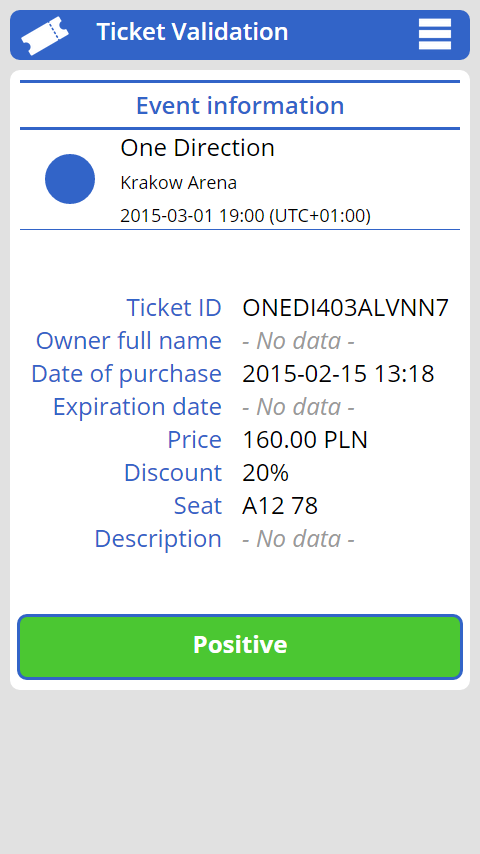 Ticket Validation
Event information
One Direction
Krakow Arena
2015-03-01 19:00 (UTC+01:00)
Ticket ID ONEDI403ALVNN7
Owner full name - No data -
Date of purchase 2015-02-15 13:18
Expiration date - No data -
Price 160.00 PLN
Discount 20%
Seat A12 78
Description - No data -
Positive